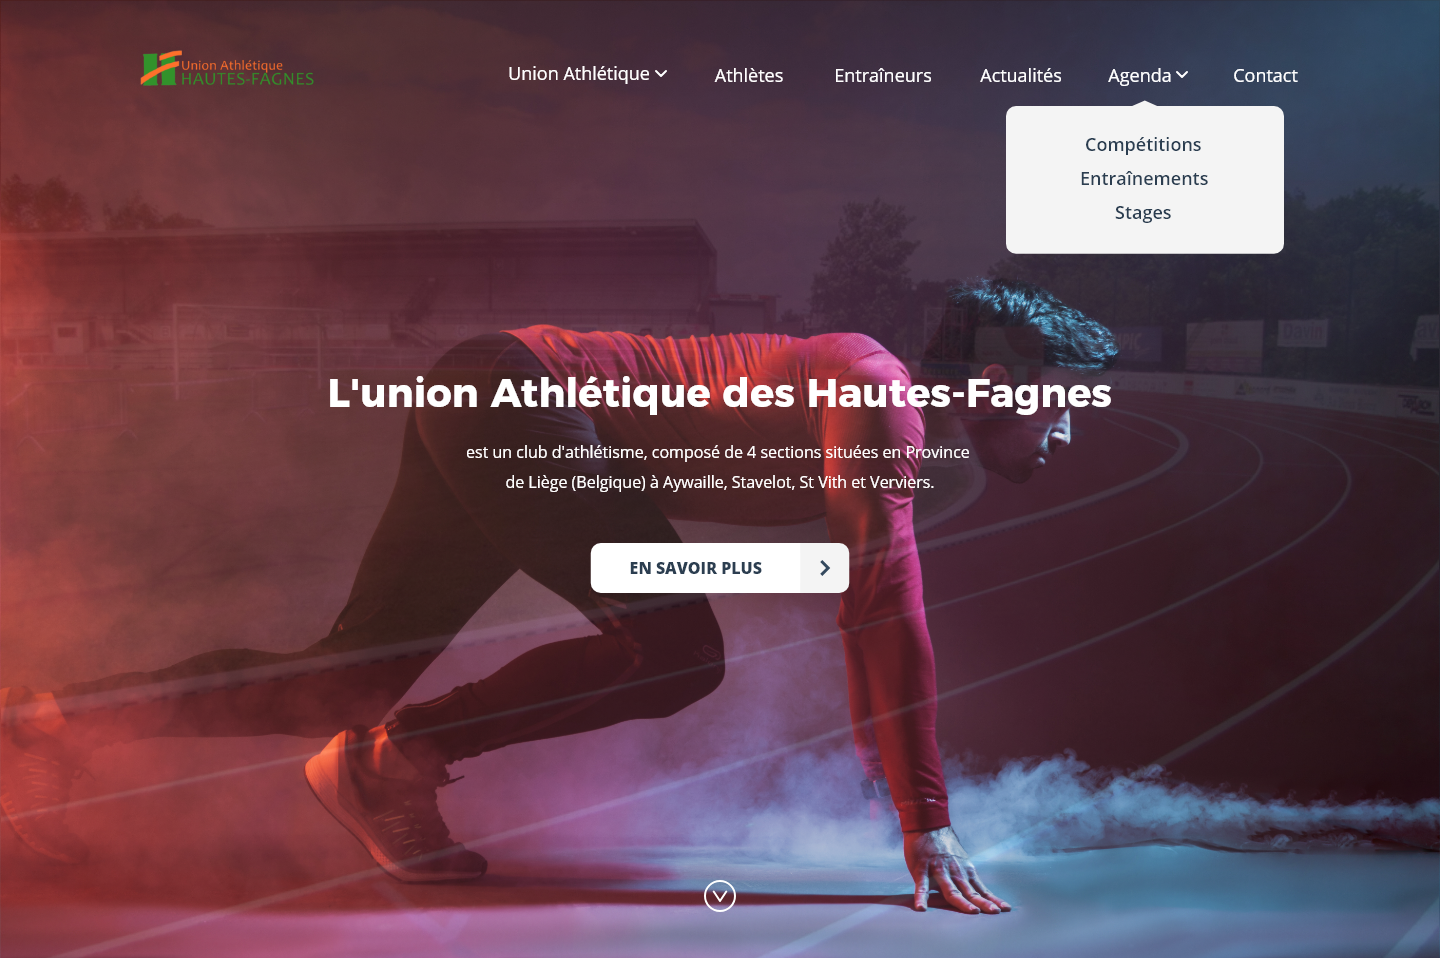 Union Athlétique
HAUTES-FAGNES
Union Athlétique
Athlètes
Entraîneurs
Actualités
Agenda
Contact
Compétitions
Entraînements
Stages
Davin
L'union Athlétique des Hautes-Fagnes
est un club d'athlétisme, composé de 4 sections situées en Province
de Liège (Belgique) à Aywaille, Stavelot, St Vith et Verviers.
EN SAVOIR PLUS